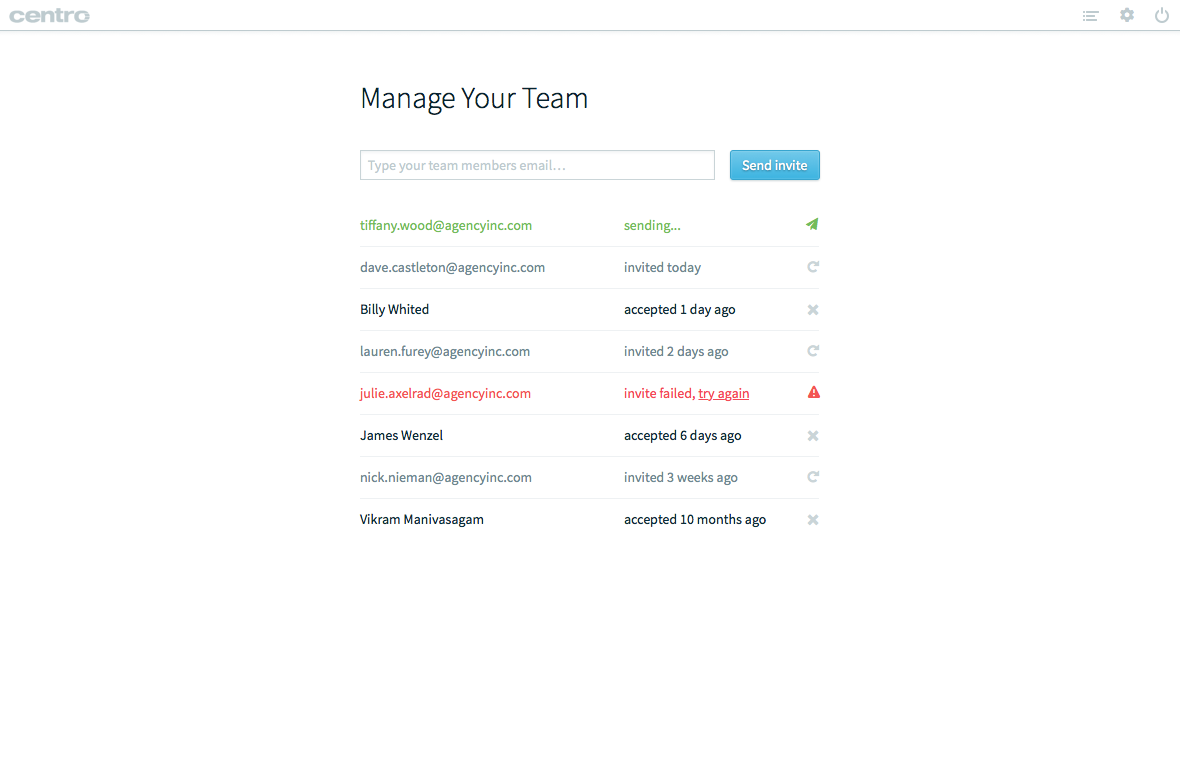 centro
Manage Your Team
Type your team members email... Send invite
tiffany.wood@agencyinc.com sending...
dave.castleton@agencyinc.com invited today
Billy Whited accepted 1 day ago
lauren.furey@agencyinc.com invited 2 days ago
julie.axelrad@agencyinc.com invite failed, try again
James Wenzel accepted 6 days ago
nick.nieman@agencyinc.com invited 3 weeks ago
Vikram Manivasagam accepted 10 months ago